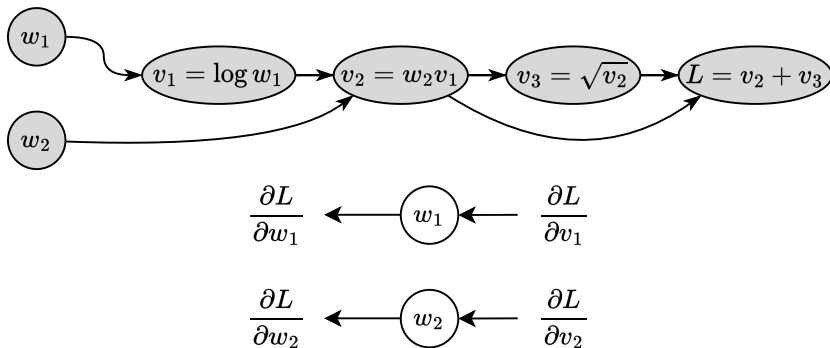 w₁
v₁ = log w₁ v₂ = w₂v₁ v₃ = √v₂ L = v₂ + v₃
w₂
∂L/∂w₁ w₁ ∂L/∂v₁
∂L/∂w₂ w₂ ∂L/∂v₂